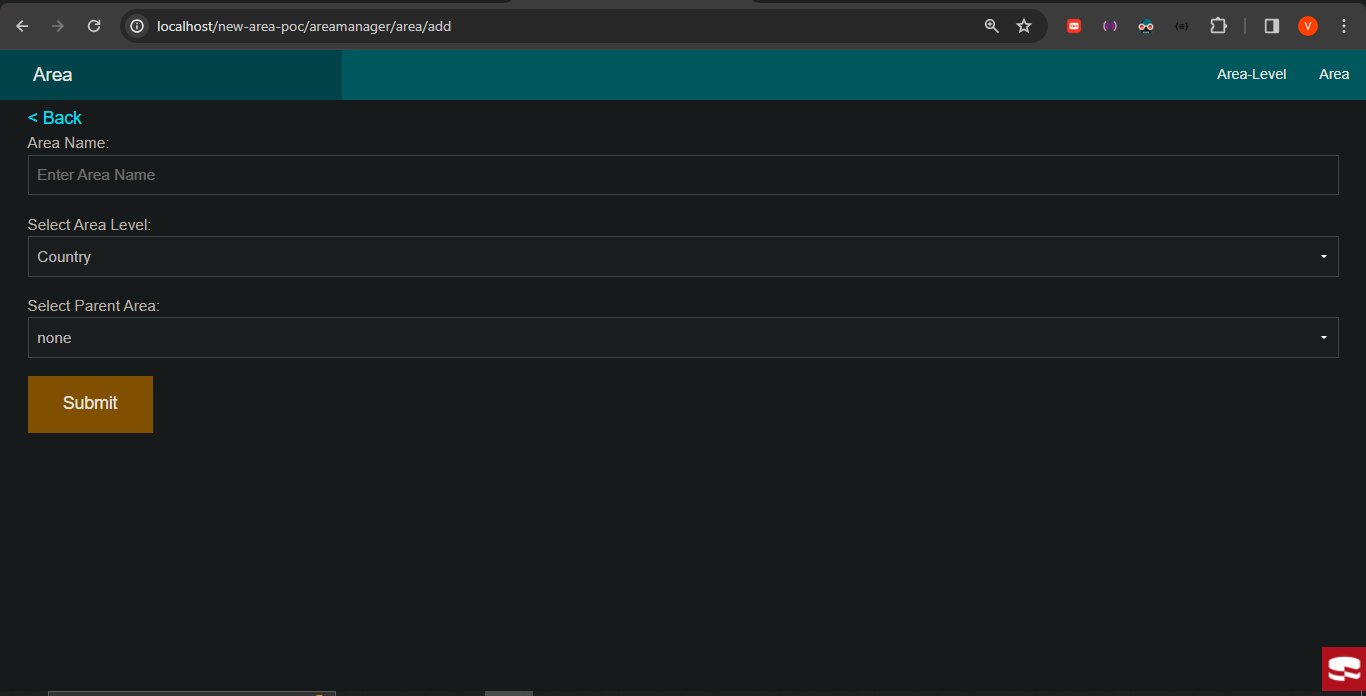 localhost/new-area-poc/areamanager/area/add
V
Area
Area-Level
Area
< Back
Area Name:
Enter Area Name
Select Area Level:
Country
Select Parent Area:
none
Submit